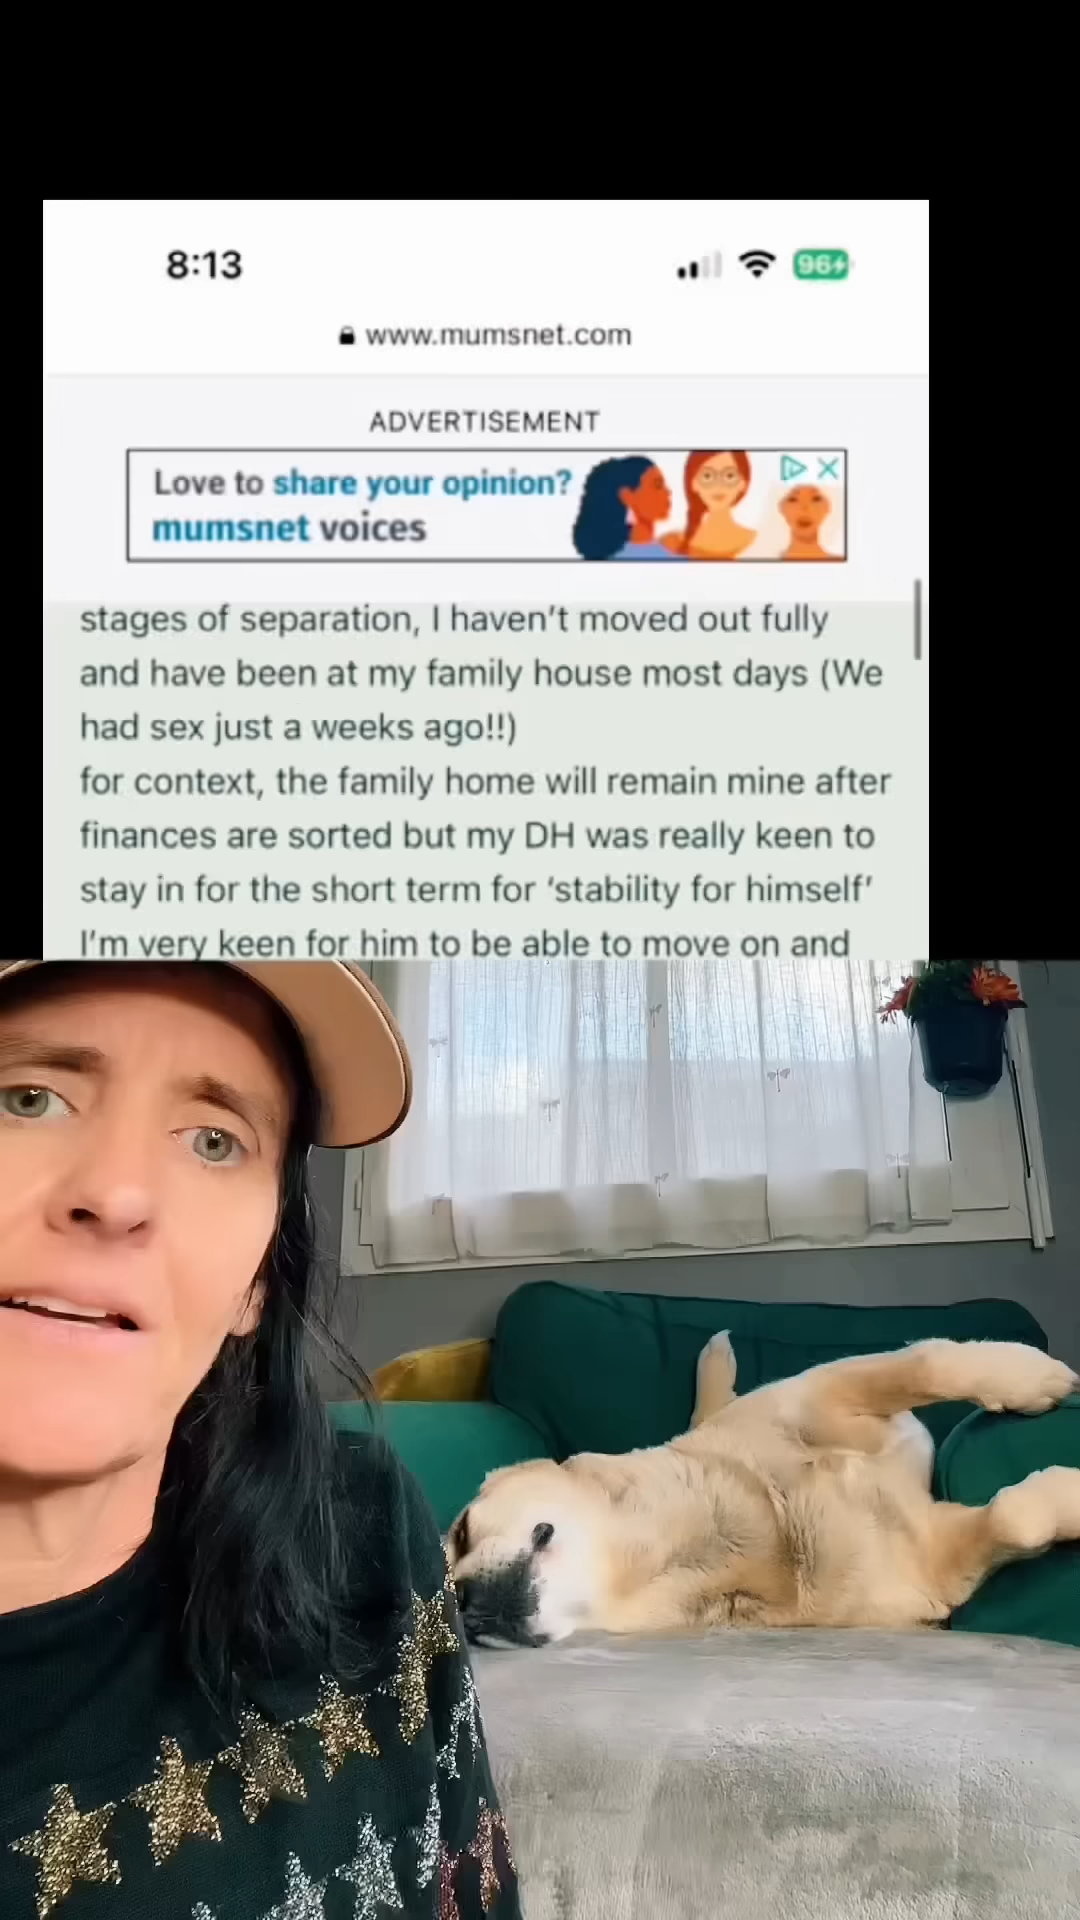 8:13
96
www.mumsnet.com
ADVERTISEMENT
Love to share your opinion?
mumsnet voices
stages of separation, I haven't moved out fully
and have been at my family house most days (We
had sex just a weeks ago!!)
for context, the family home will remain mine after
finances are sorted but my DH was really keen to
stay in for the short term for 'stability for himself'
I'm very keen for him to be able to move on and